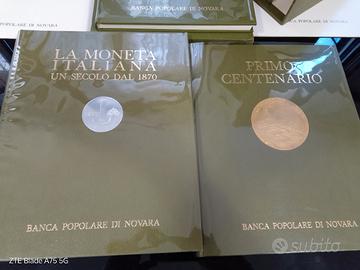 BANCA POPOLARE DI NOVARA
BANCA POPOLARE DI NOVARA
LA MONETA
ITALIANA
UN SECOLO DAL 1870
BANCA POPOLARE DI NOVARA
PRIMO
CENTENARIO
BANCA POPOLARE DI NOVARA
subito
ZTE Blade A75 5G